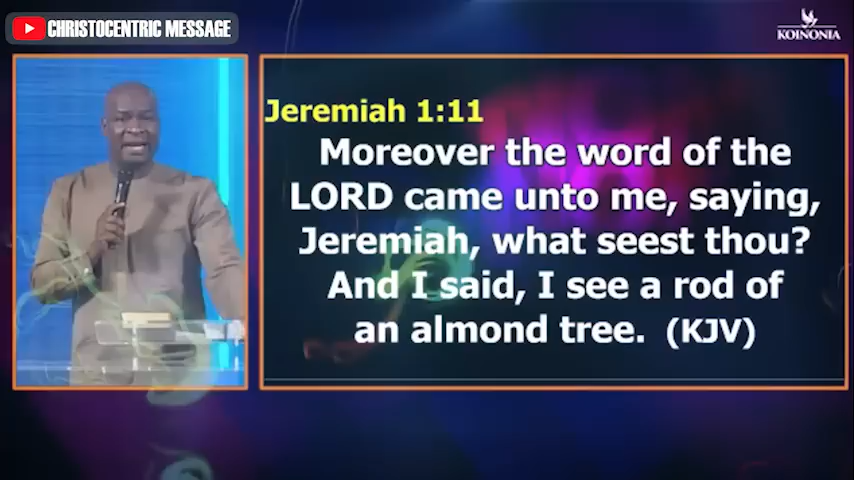 CHRISTOCENTRIC MESSAGE
KOINONIA
Jeremiah 1:11
Moreover the word of the
LORD came unto me, saying,
Jeremiah, what seest thou?
And I said, I see a rod of
an almond tree. (KJV)